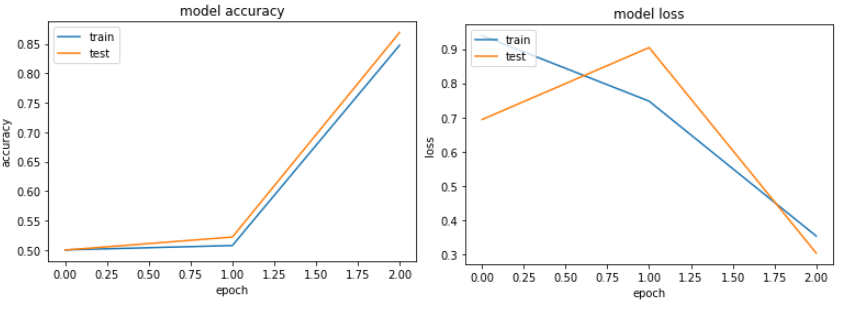 model accuracy
train
test
0.85
0.80
0.75
0.70
0.65
0.60
0.55
0.50
accuracy
0.00 0.25 0.50 0.75 1.00 1.25 1.50 1.75 2.00
epoch
model loss
train
test
0.9
0.8
0.7
0.6
0.5
0.4
0.3
loss
0.00 0.25 0.50 0.75 1.00 1.25 1.50 1.75 2.00
epoch